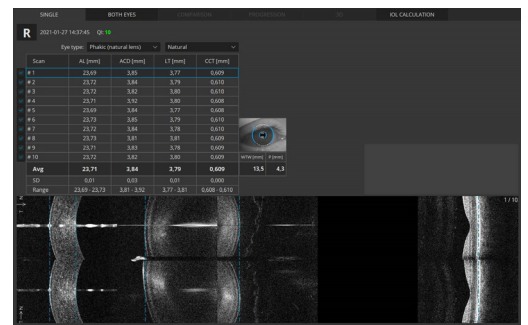 SINGLE BOTH EYES COMPARISON PROGRESSION 3D IOL CALCULATION
R 2021-01-27 14:37:45 QI: 10
Eye type: Phakic (natural lens) Natural
Scan AL [mm] ACD [mm] LT [mm] CCT [mm]
# 1 23,69 3,85 3,77 0,609
# 2 23,72 3,84 3,79 0,610
# 3 23,72 3,82 3,80 0,610
# 4 23,71 3,92 3,80 0,608
# 5 23,69 3,84 3,77 0,608
# 6 23,73 3,85 3,79 0,610
# 7 23,72 3,84 3,78 0,610
# 8 23,73 3,81 3,81 0,609
# 9 23,71 3,83 3,78 0,609
# 10 23,72 3,82 3,80 0,609
WTW [mm] P [mm]
Avg 23,71 3,84 3,79 0,609 13,5 4,3
SD 0,01 0,03 0,01 0,000
Range 23,69 - 23,73 3,81 - 3,92 3,77 - 3,81 0,608 - 0,610
1 / 10